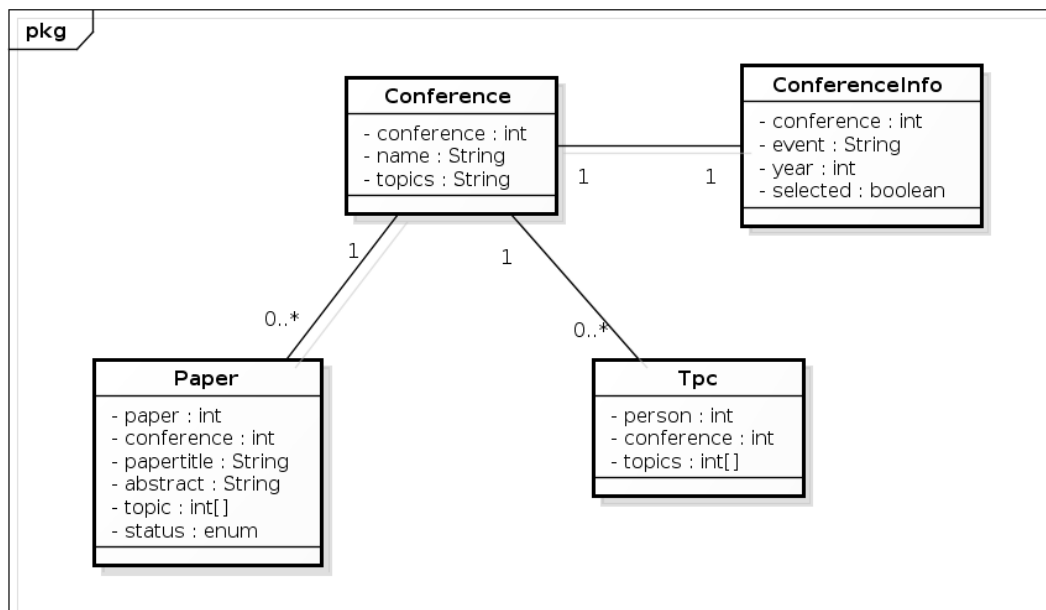 pkg
Conference
- conference : int
- name : String
- topics : String
ConferenceInfo
- conference : int
- event : String
- year : int
- selected : boolean
1
1
1
1
0..*
0..*
Paper
- paper : int
- conference : int
- papertitle : String
- abstract : String
- topic : int[]
- status : enum
Tpc
- person : int
- conference : int
- topics : int[]